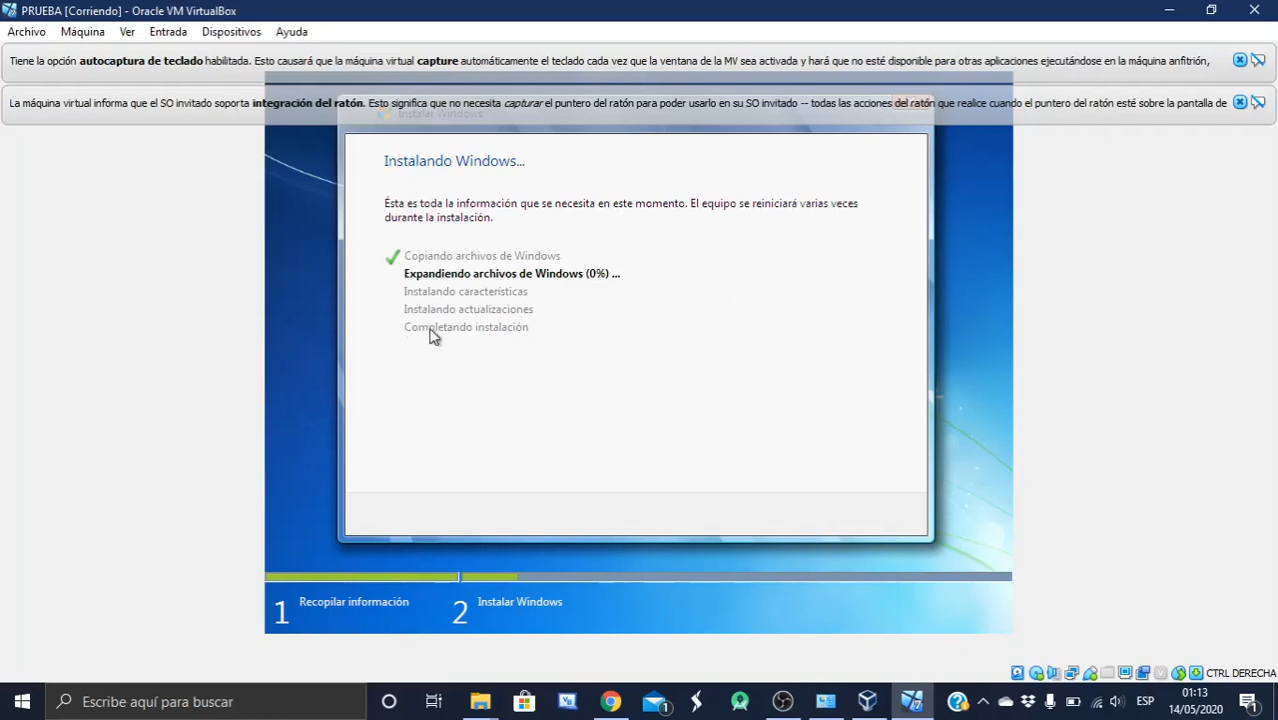 PRUEBA [Corriendo] - Oracle VM VirtualBox
Archivo Máquina Ver Entrada Dispositivos Ayuda
Tiene la opción autocaptura de teclado habilitada. Esto causará que la máquina virtual capture automáticamente el teclado cada vez que la ventana de la MV sea activada y hará que no esté disponible para otras aplicaciones ejecutándose en la máquina anfitrión,
La máquina virtual informa que el SO invitado soporta integración del ratón. Esto significa que no necesita capturar el puntero del ratón para poder usarlo en su SO invitado -- todas las acciones del ratón que realice cuando el puntero del ratón esté sobre la pantalla de
Instalar Windows
Instalando Windows...
Ésta es toda la información que se necesita en este momento. El equipo se reiniciará varias veces
durante la instalación.
Copiando archivos de Windows
Expandiendo archivos de Windows (0%) ...
Instalando características
Instalando actualizaciones
Completando instalación
1 Recopilar información 2 Instalar Windows
CTRL DERECHA
Escribe aquí para buscar
1
ESP
01:13
14/05/2020
1